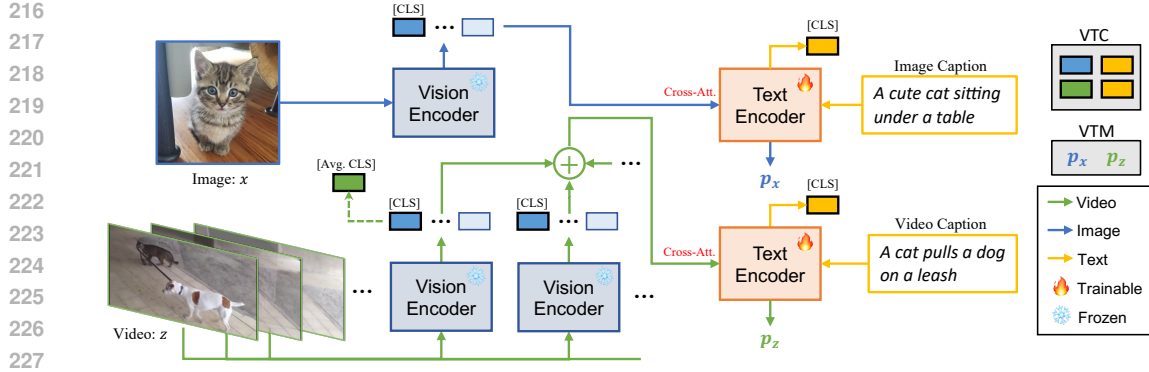 216
217
218
219
220
221
222
223
224
225
226
227
[CLS]
...
Vision
Encoder
Image: x
Cross-Att.
[CLS]
Text
Encoder
p_x
Image Caption
A cute cat sitting
under a table
VTC
VTM
p_x p_z
[Avg. CLS]
[CLS]
...
[CLS]
...
+
...
Vision
Encoder
Vision
Encoder
...
...
Video: z
Cross-Att.
[CLS]
Text
Encoder
p_z
Video Caption
A cat pulls a dog
on a leash
Video
Image
Text
Trainable
Frozen